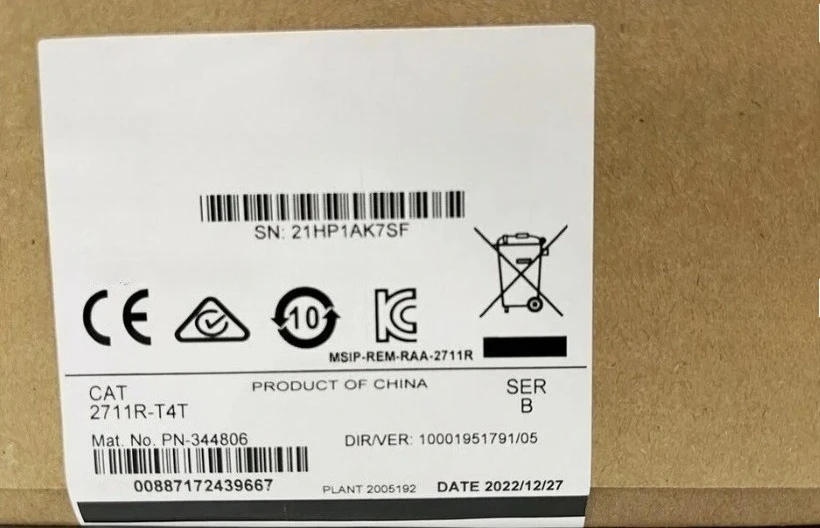 SN: 21HP1AK7SF
CE
10
MSIP-REM-RAA-2711R
PRODUCT OF CHINA
CAT
2711R-T4T
SER
B
Mat. No. PN-344806
DIR/VER: 10001951791/05
00887172439667
PLANT 2005192
DATE 2022/12/27